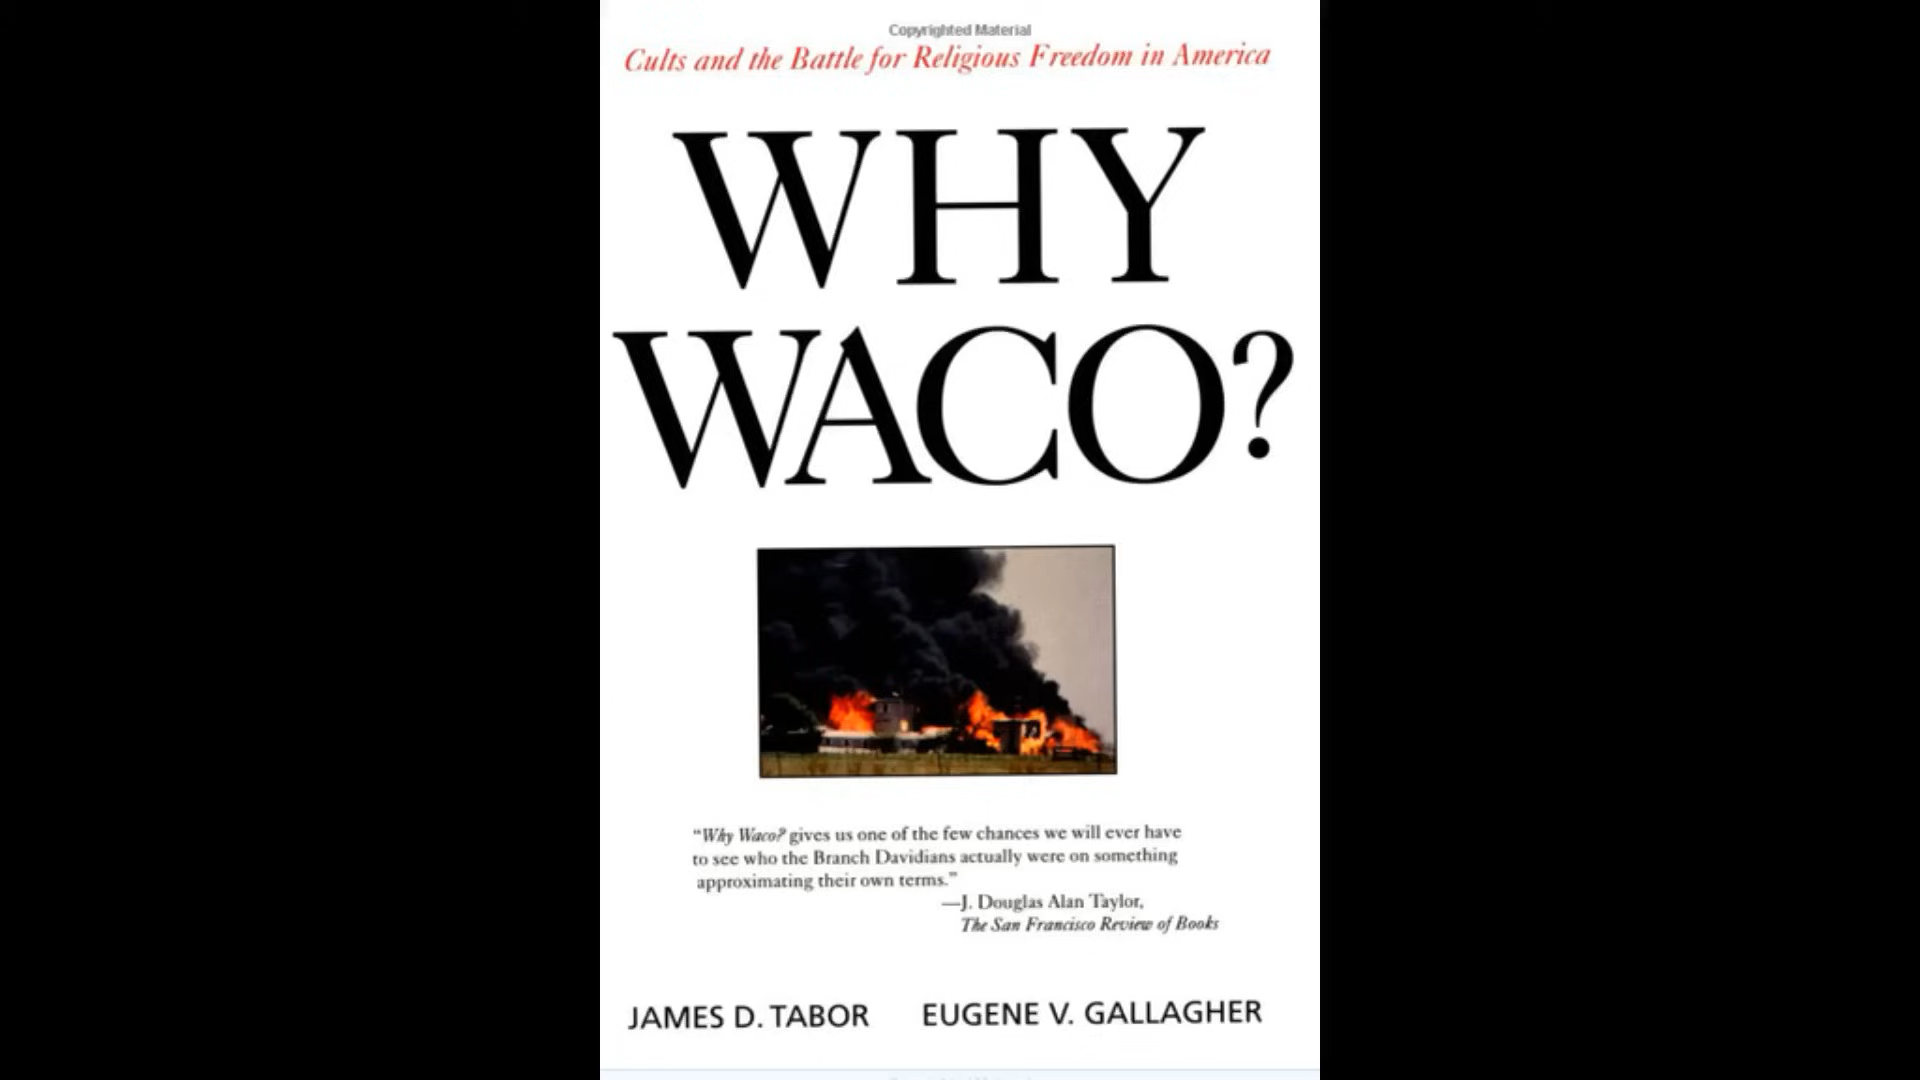 Copyrighted Material
Cults and the Battle for Religious Freedom in America
WHY
WACO?
“Why Waco? gives us one of the few chances we will ever have
to see who the Branch Davidians actually were on something
approximating their own terms.”
—J. Douglas Alan Taylor,
The San Francisco Review of Books
JAMES D. TABOR EUGENE V. GALLAGHER